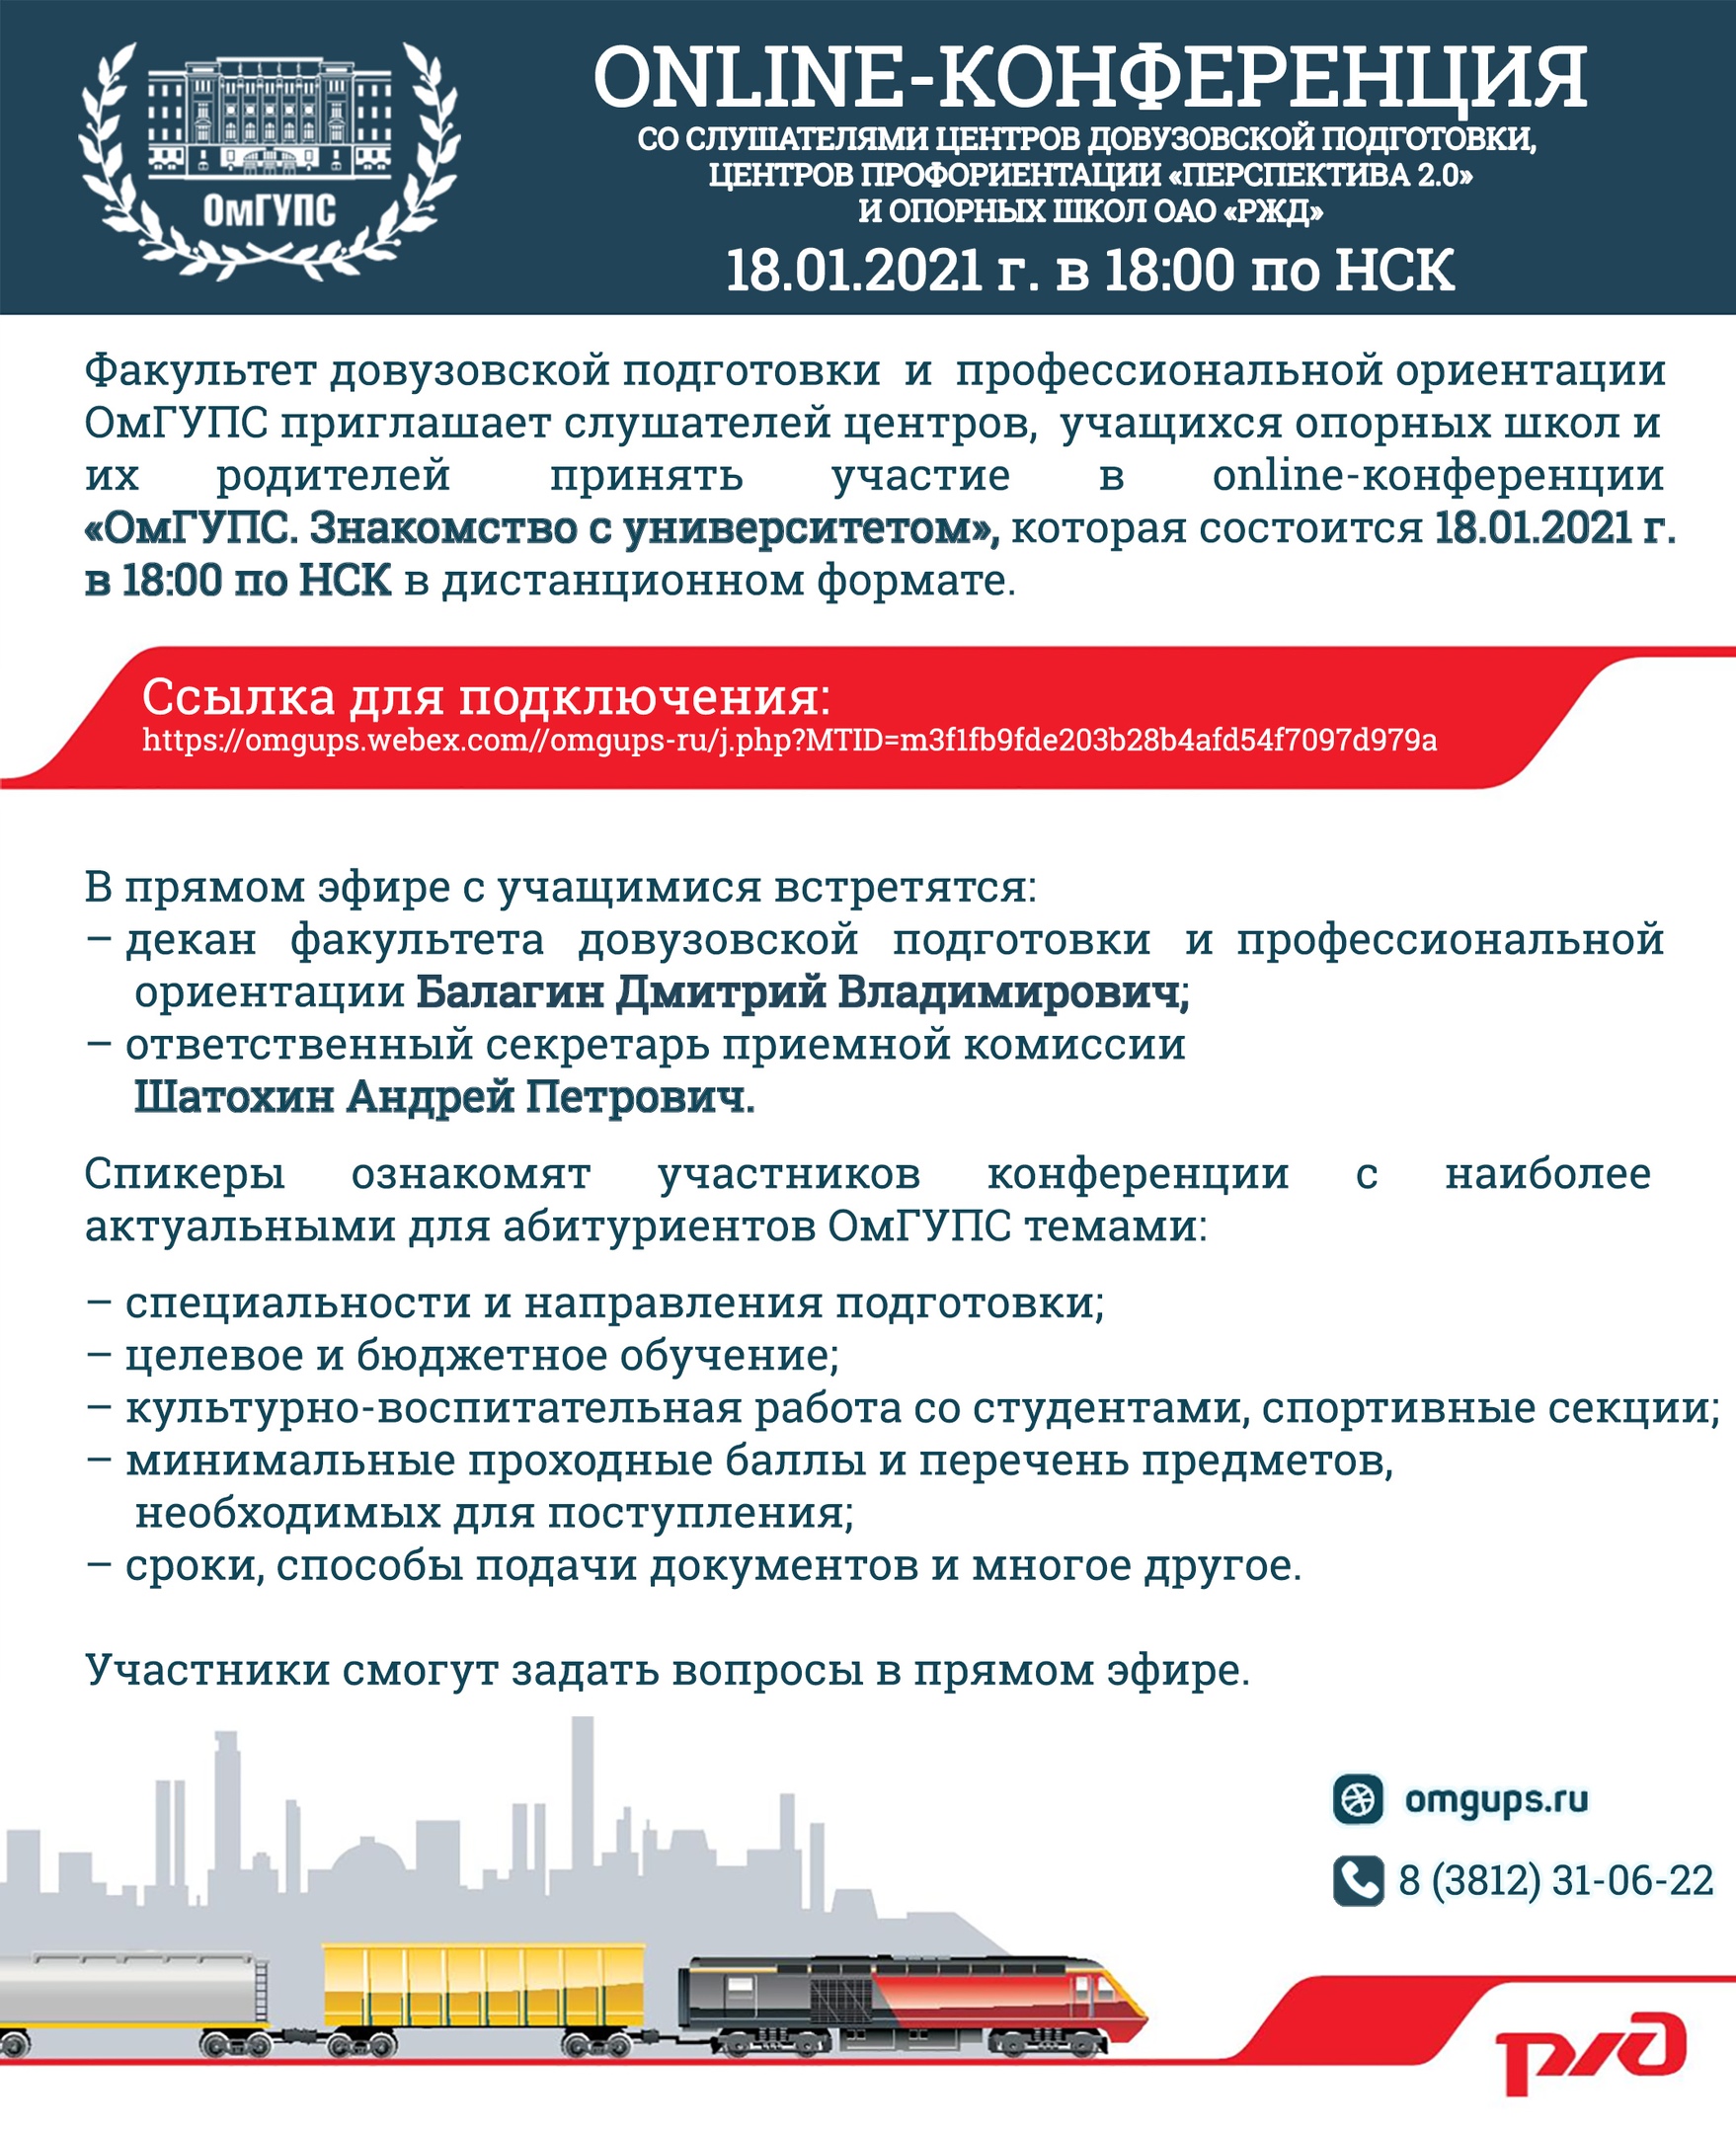 ОмГУПС
ONLINE-КОНФЕРЕНЦИЯ
СО СЛУШАТЕЛЯМИ ЦЕНТРОВ ДОВУЗОВСКОЙ ПОДГОТОВКИ,
ЦЕНТРОВ ПРОФОРИЕНТАЦИИ «ПЕРСПЕКТИВА 2.0»
И ОПОРНЫХ ШКОЛ ОАО «РЖД»
18.01.2021 г. в 18:00 по НСК
Факультет довузовской подготовки и профессиональной ориентации
ОмГУПС приглашает слушателей центров, учащихся опорных школ и
их родителей принять участие в online-конференции
«ОмГУПС. Знакомство с университетом», которая состоится 18.01.2021 г.
в 18:00 по НСК в дистанционном формате.
Ссылка для подключения:
https://omgups.webex.com//omgups-ru/j.php?MTID=m3f1fb9fde203b28b4afd54f7097d979a
В прямом эфире с учащимися встретятся:
– декан факультета довузовской подготовки и профессиональной
ориентации Балагин Дмитрий Владимирович;
– ответственный секретарь приемной комиссии
Шатохин Андрей Петрович.
Спикеры ознакомят участников конференции с наиболее
актуальными для абитуриентов ОмГУПС темами:
– специальности и направления подготовки;
– целевое и бюджетное обучение;
– культурно-воспитательная работа со студентами, спортивные секции;
– минимальные проходные баллы и перечень предметов,
необходимых для поступления;
– сроки, способы подачи документов и многое другое.
Участники смогут задать вопросы в прямом эфире.
omgups.ru
8 (3812) 31-06-22
ржд